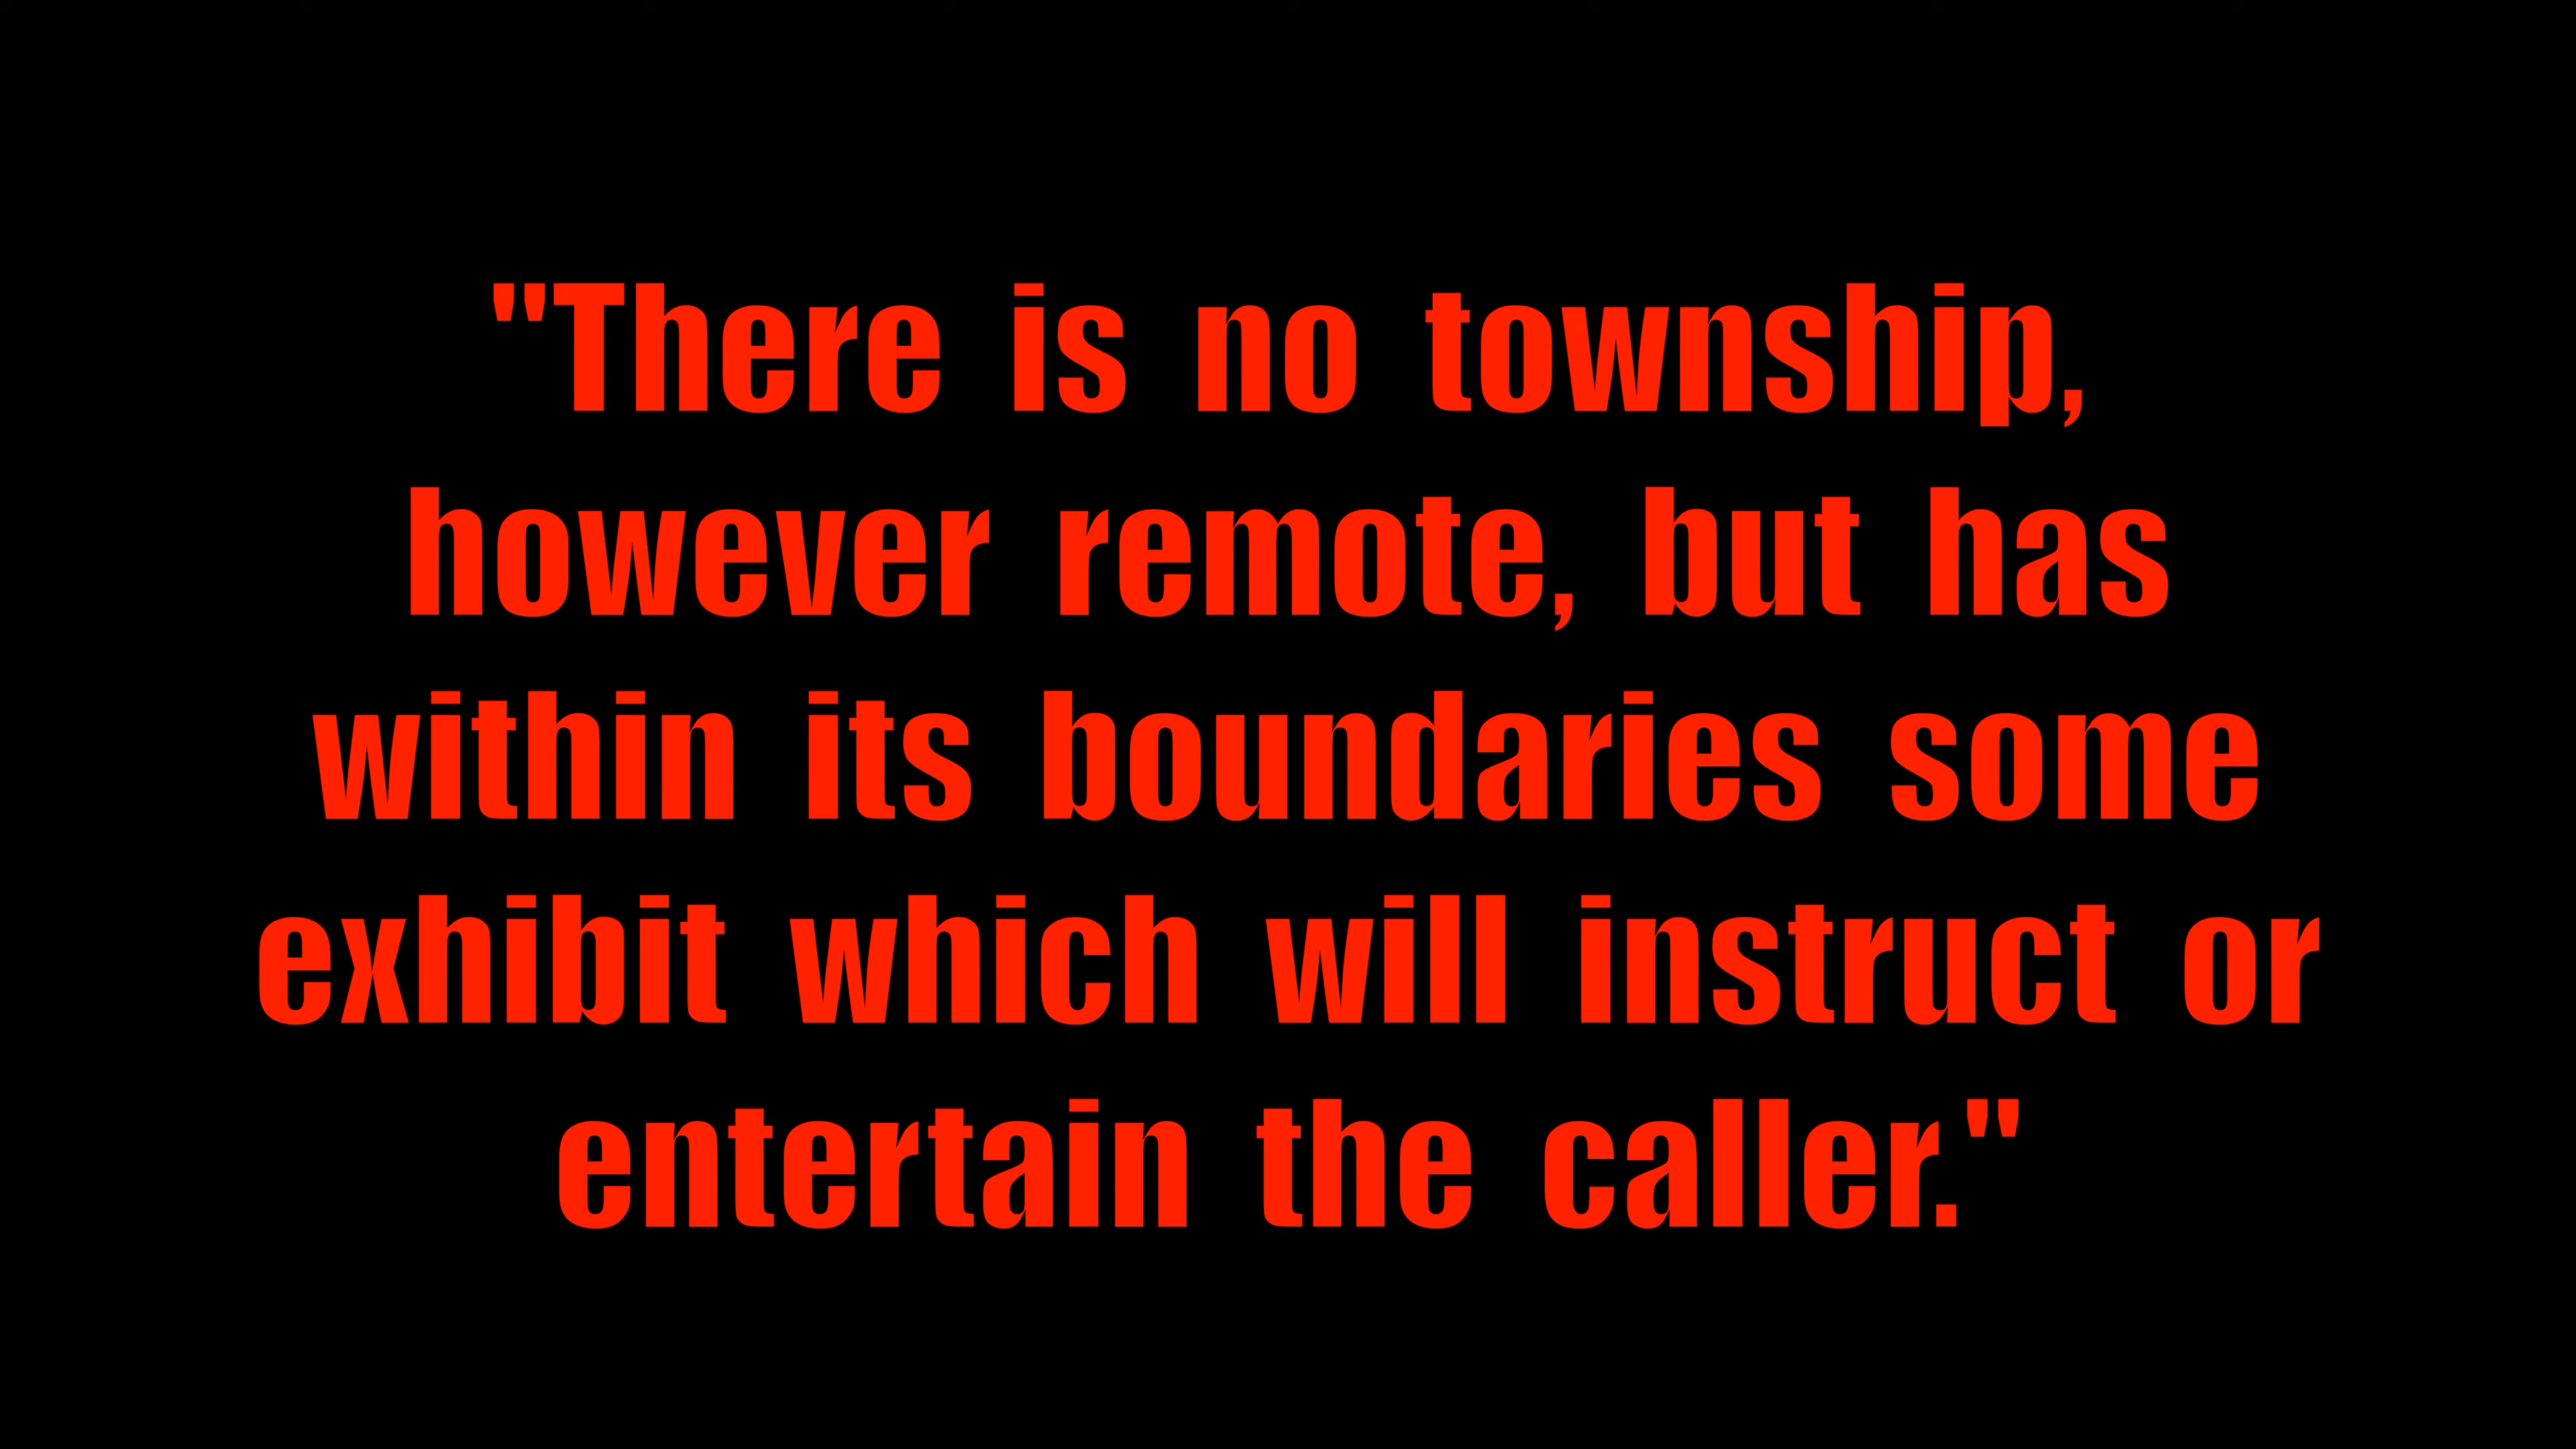 "There is no township,
however remote, but has
within its boundaries some
exhibit which will instruct or
entertain the caller."